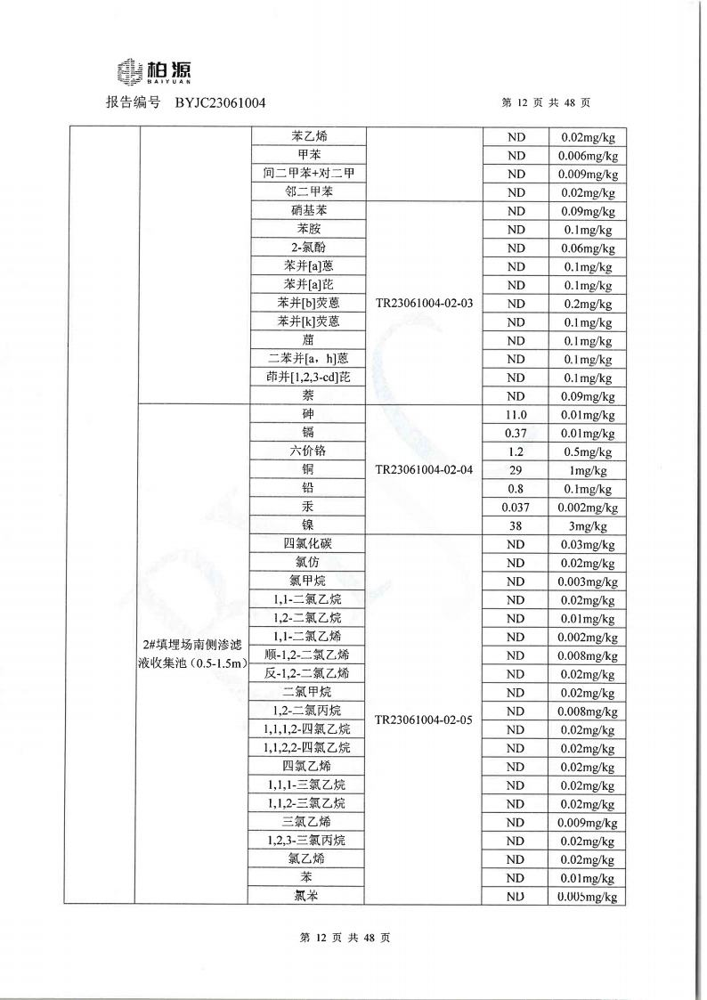 柏源
BAIYUAN
报告编号 BYJC23061004 第 12 页 共 48 页
苯乙烯 ND 0.02mg/kg
甲苯 ND 0.006mg/kg
间二甲苯+对二甲 ND 0.009mg/kg
邻二甲苯 ND 0.02mg/kg
硝基苯 ND 0.09mg/kg
苯胺 ND 0.1mg/kg
2-氯酚 ND 0.06mg/kg
苯并[a]蒽 ND 0.1mg/kg
苯并[a]芘 ND 0.1mg/kg
苯并[b]荧蒽 TR23061004-02-03 ND 0.2mg/kg
苯并[k]荧蒽 ND 0.1mg/kg
䓛 ND 0.1mg/kg
二苯并[a，h]蒽 ND 0.1mg/kg
茚并[1,2,3-cd]芘 ND 0.1mg/kg
萘 ND 0.09mg/kg
砷 11.0 0.01mg/kg
镉 0.37 0.01mg/kg
六价铬 1.2 0.5mg/kg
铜 TR23061004-02-04 29 1mg/kg
铅 0.8 0.1mg/kg
汞 0.037 0.002mg/kg
镍 38 3mg/kg
四氯化碳 ND 0.03mg/kg
氯仿 ND 0.02mg/kg
氯甲烷 ND 0.003mg/kg
1,1-二氯乙烷 ND 0.02mg/kg
1,2-二氯乙烷 ND 0.01mg/kg
1,1-二氯乙烯 ND 0.002mg/kg
2#填埋场南侧渗滤
液收集池（0.5-1.5m）
顺-1,2-二氯乙烯 ND 0.008mg/kg
反-1,2-二氯乙烯 ND 0.02mg/kg
二氯甲烷 ND 0.02mg/kg
1,2-二氯丙烷 ND 0.008mg/kg
TR23061004-02-05
1,1,1,2-四氯乙烷 ND 0.02mg/kg
1,1,2,2-四氯乙烷 ND 0.02mg/kg
四氯乙烯 ND 0.02mg/kg
1,1,1-三氯乙烷 ND 0.02mg/kg
1,1,2-三氯乙烷 ND 0.02mg/kg
三氯乙烯 ND 0.009mg/kg
1,2,3-三氯丙烷 ND 0.02mg/kg
氯乙烯 ND 0.02mg/kg
苯 ND 0.01mg/kg
氯苯 ND 0.005mg/kg
第 12 页 共 48 页